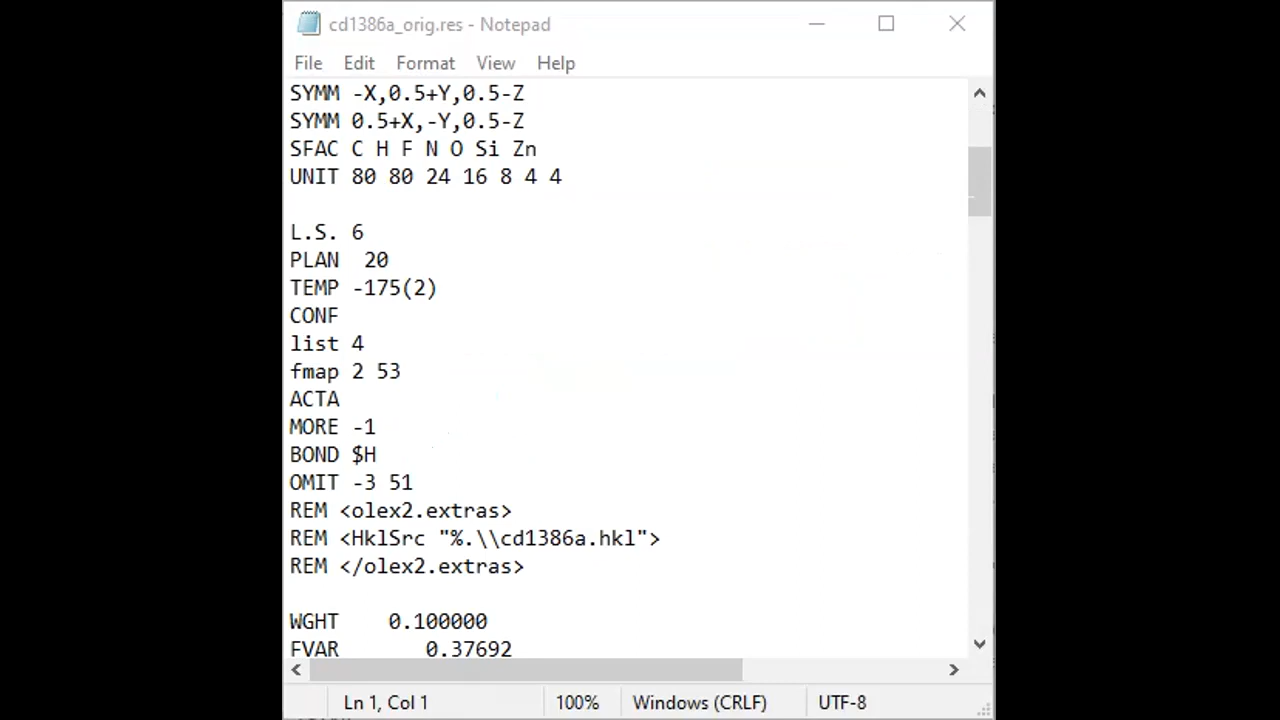 cd1386a_orig.res - Notepad
File Edit Format View Help
SYMM -X,0.5+Y,0.5-Z
SYMM 0.5+X,-Y,0.5-Z
SFAC C H F N O Si Zn
UNIT 80 80 24 16 8 4 4
L.S. 6
PLAN  20
TEMP -175(2)
CONF
list 4
fmap 2 53
ACTA
MORE -1
BOND $H
OMIT -3 51
REM <olex2.extras>
REM <HklSrc "%.\\cd1386a.hkl">
REM </olex2.extras>
WGHT    0.100000
FVAR       0.37692
Ln 1, Col 1 100% Windows (CRLF) UTF-8